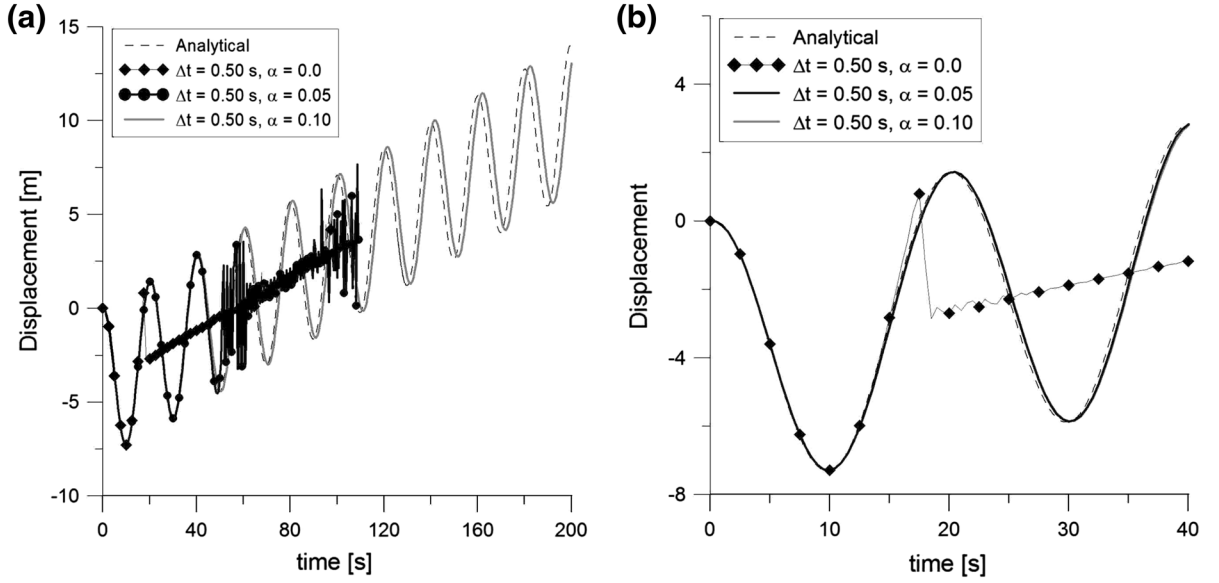 (a)
15
10
5
0
-5
-10
Displacement [m]
Analytical
Δt = 0.50 s, α = 0.0
Δt = 0.50 s, α = 0.05
Δt = 0.50 s, α = 0.10
0 40 80 120 160 200
time [s]
(b)
4
0
-4
-8
Displacement
Analytical
Δt = 0.50 s, α = 0.0
Δt = 0.50 s, α = 0.05
Δt = 0.50 s, α = 0.10
0 10 20 30 40
time [s]